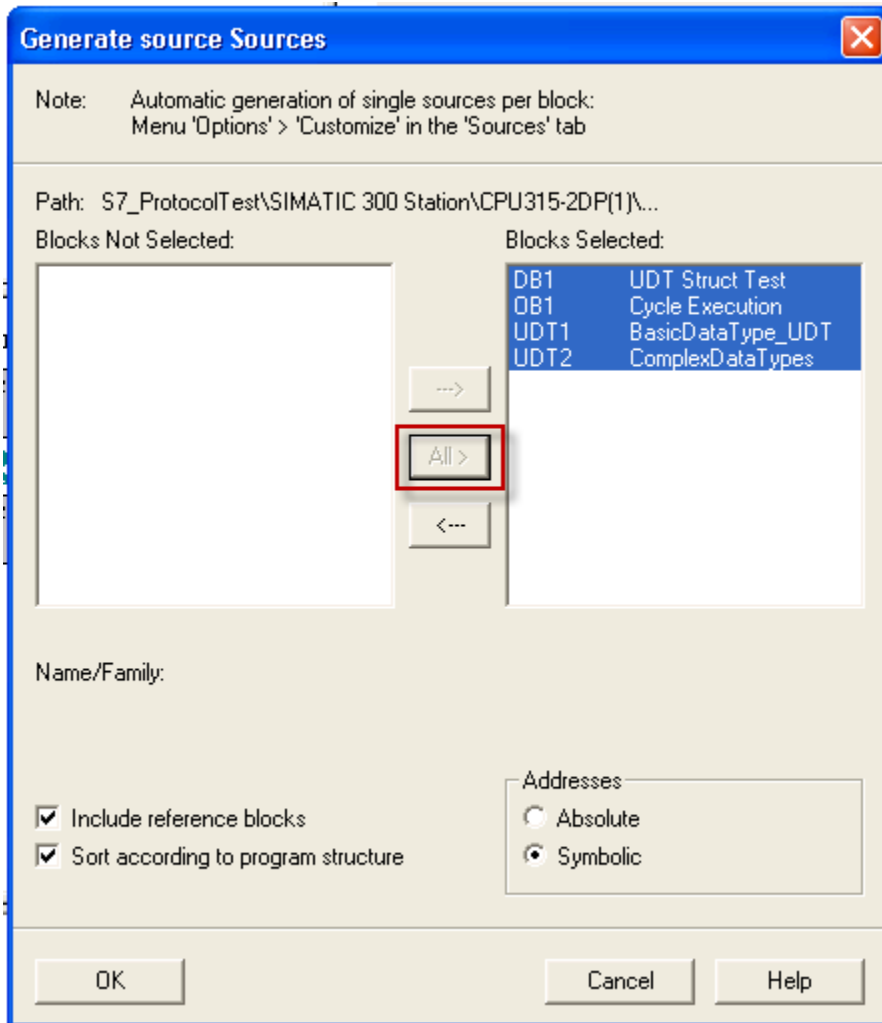 Generate source Sources
Note: Automatic generation of single sources per block:
Menu 'Options' > 'Customize' in the 'Sources' tab
Path: S7_ProtocolTest\SIMATIC 300 Station\CPU315-2DP(1)\...
Blocks Not Selected:
Blocks Selected:
DB1 UDT Struct Test
OB1 Cycle Execution
UDT1 BasicDataType_UDT
UDT2 ComplexDataTypes
--->
All >
<---
Name/Family:
Include reference blocks
Sort according to program structure
Addresses
Absolute
Symbolic
OK
Cancel
Help